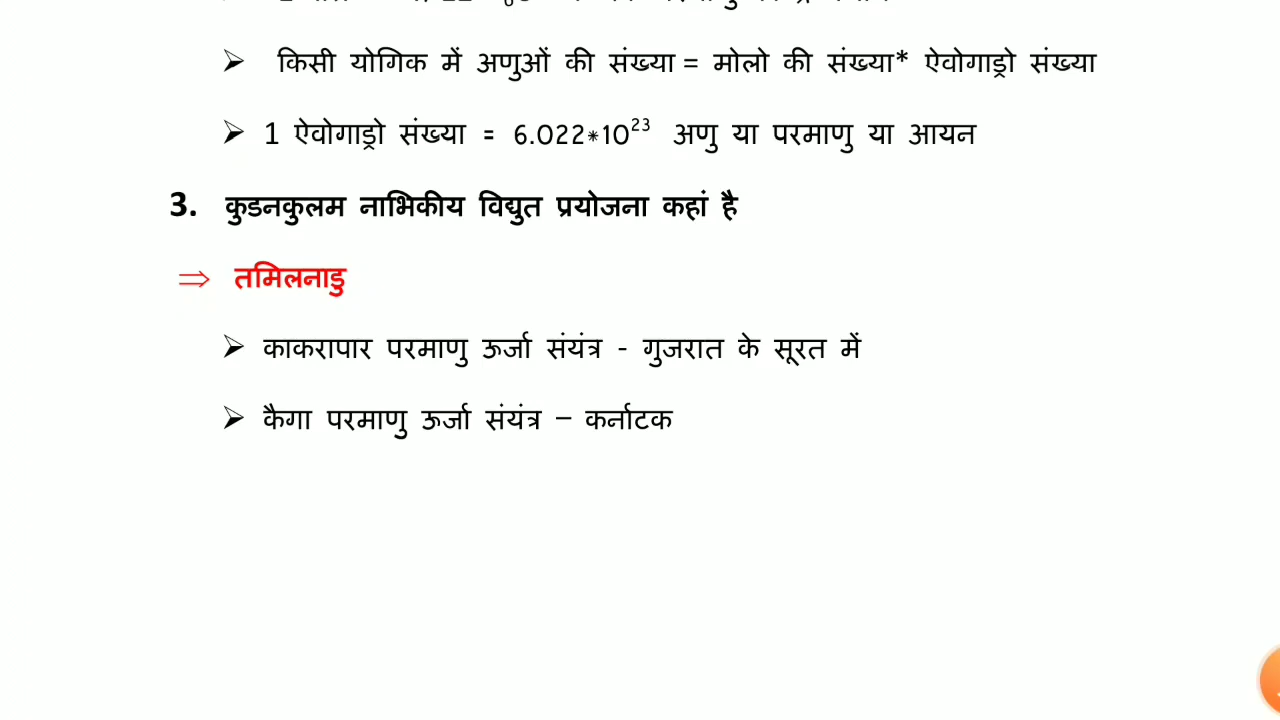 ➢ किसी योगिक में अणुओं की संख्या = मोलो की संख्या* ऐवोगाड्रो संख्या
➢ 1 ऐवोगाड्रो संख्या = 6.022*10²³ अणु या परमाणु या आयन
3. कुडनकुलम नाभिकीय विद्युत प्रयोजना कहां है
⇒ तमिलनाडु
➢ काकरापार परमाणु ऊर्जा संयंत्र - गुजरात के सूरत में
➢ कैगा परमाणु ऊर्जा संयंत्र – कर्नाटक